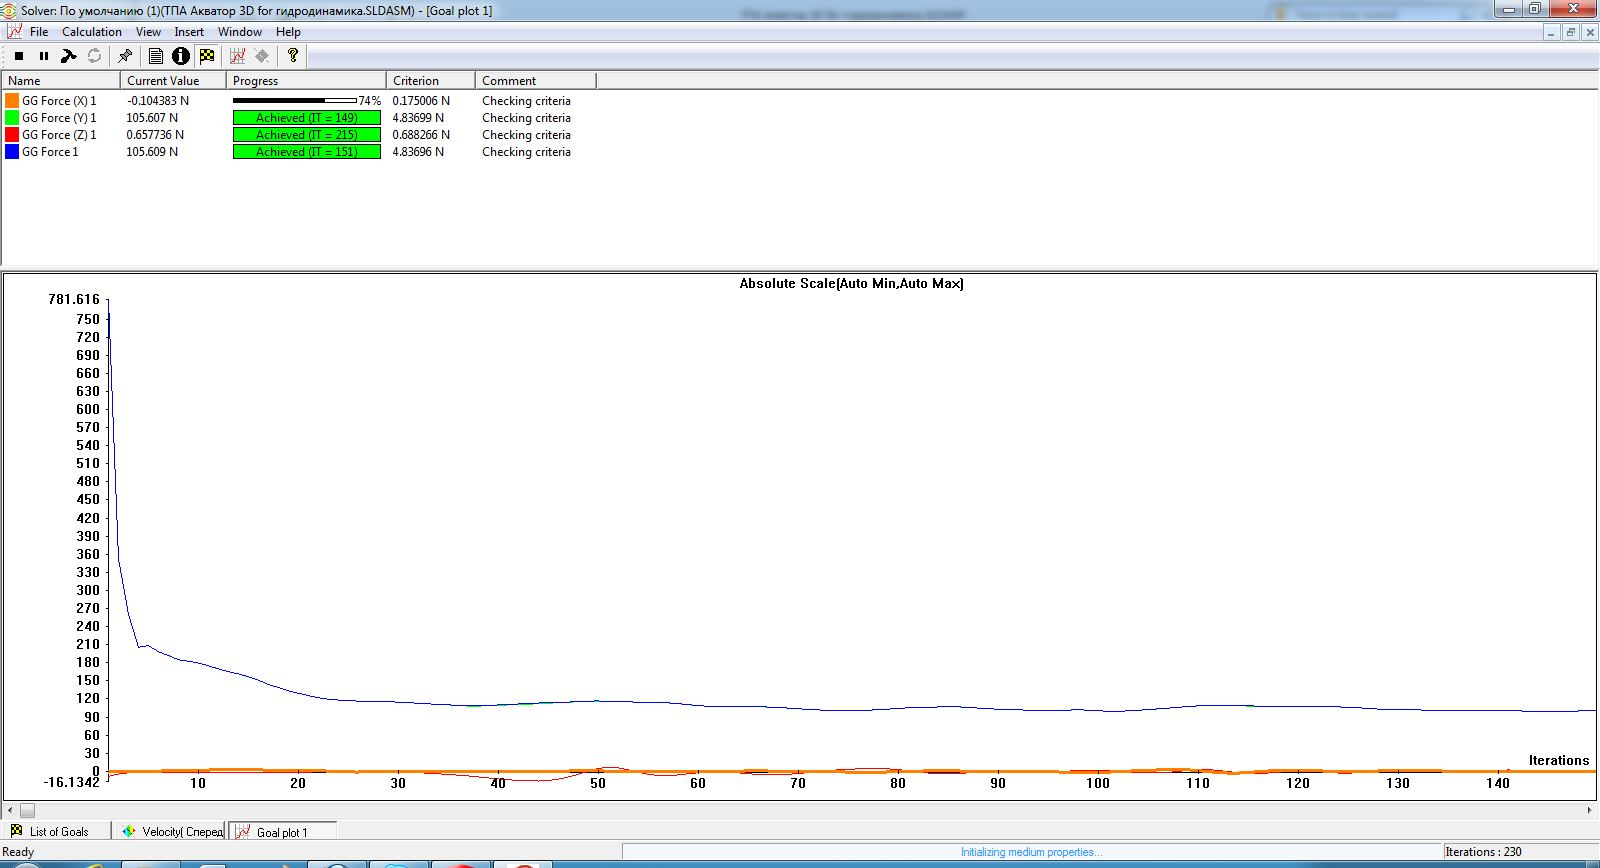 Solver: По умолчанию (1)(ТПА Акватор 3D for гидродинамика.SLDASM) - [Goal plot 1]
File Calculation View Insert Window Help
Name Current Value Progress Criterion Comment
GG Force (X) 1 -0.104383 N 74% 0.175006 N Checking criteria
GG Force (Y) 1 105.607 N Achieved (IT = 149) 4.83699 N Checking criteria
GG Force (Z) 1 0.657736 N Achieved (IT = 215) 0.688266 N Checking criteria
GG Force 1 105.609 N Achieved (IT = 151) 4.83696 N Checking criteria
Absolute Scale(Auto Min,Auto Max)
781.616
750
720
690
660
630
600
570
540
510
480
450
420
390
360
330
300
270
240
210
180
150
120
90
60
30
0
-16.1342
Iterations
10 20 30 40 50 60 70 80 90 100 110 120 130 140
List of Goals Velocity( Сперед Goal plot 1
Ready Initializing medium properties... Iterations : 230